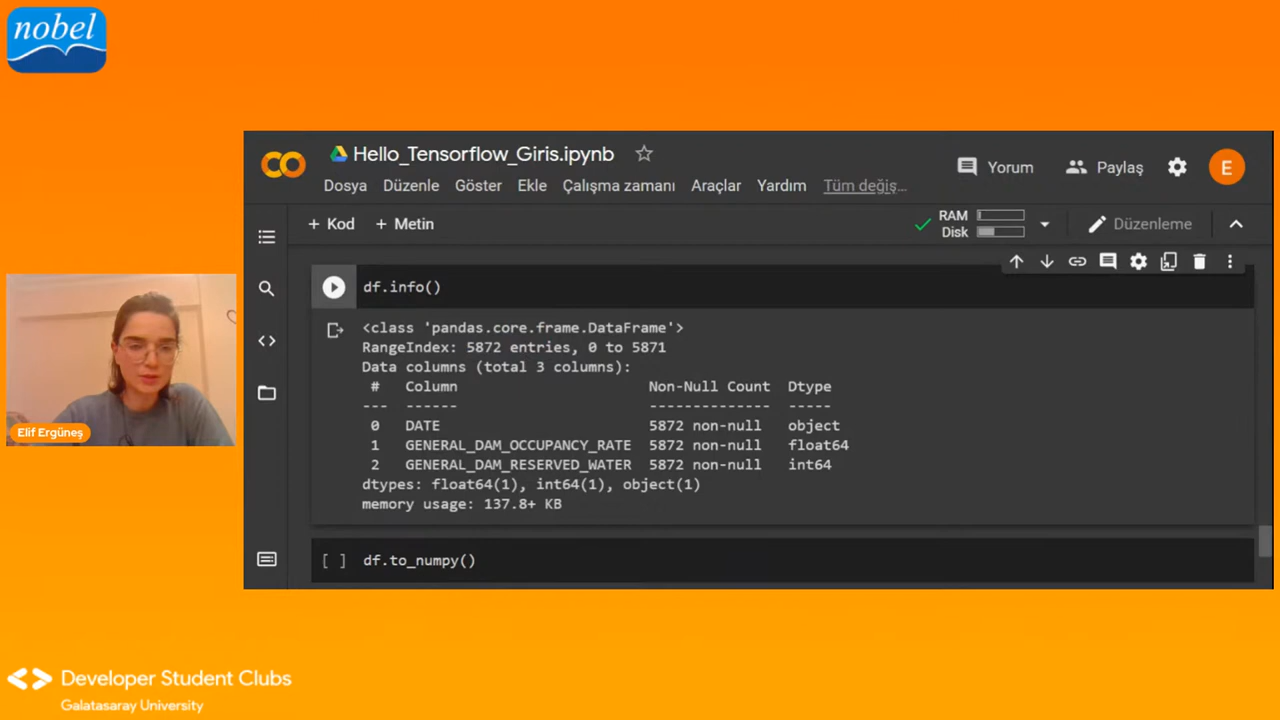 nobel
Hello_Tensorflow_Giris.ipynb
Yorum
Paylaş
E
Dosya Düzenle Göster Ekle Çalışma zamanı Araçlar Yardım Tüm değiş...
+ Kod + Metin
RAM
Disk
Düzenleme
df.info()
<class 'pandas.core.frame.DataFrame'>
RangeIndex: 5872 entries, 0 to 5871
Data columns (total 3 columns):
# Column Non-Null Count Dtype
--- ------ -------------- -----
0 DATE 5872 non-null object
1 GENERAL_DAM_OCCUPANCY_RATE 5872 non-null float64
2 GENERAL_DAM_RESERVED_WATER 5872 non-null int64
dtypes: float64(1), int64(1), object(1)
memory usage: 137.8+ KB
[ ] df.to_numpy()
Elif Ergüneş
Developer Student Clubs
Galatasaray University